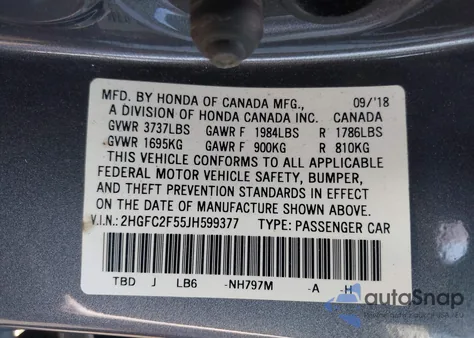 MFD. BY HONDA OF CANADA MFG., 09/'18
A DIVISION OF HONDA CANADA INC. CANADA
GVWR 3737LBS GAWR F 1984LBS R 1786LBS
GVWR 1695KG GAWR F 900KG R 810KG
THIS VEHICLE CONFORMS TO ALL APPLICABLE
FEDERAL MOTOR VEHICLE SAFETY, BUMPER,
AND THEFT PREVENTION STANDARDS IN EFFECT
ON THE DATE OF MANUFACTURE SHOWN ABOVE.
V.I.N.: 2HGFC2F55JH599377 TYPE: PASSENGER CAR
TBD J LB6 -NH797M -A -H
autoSnap